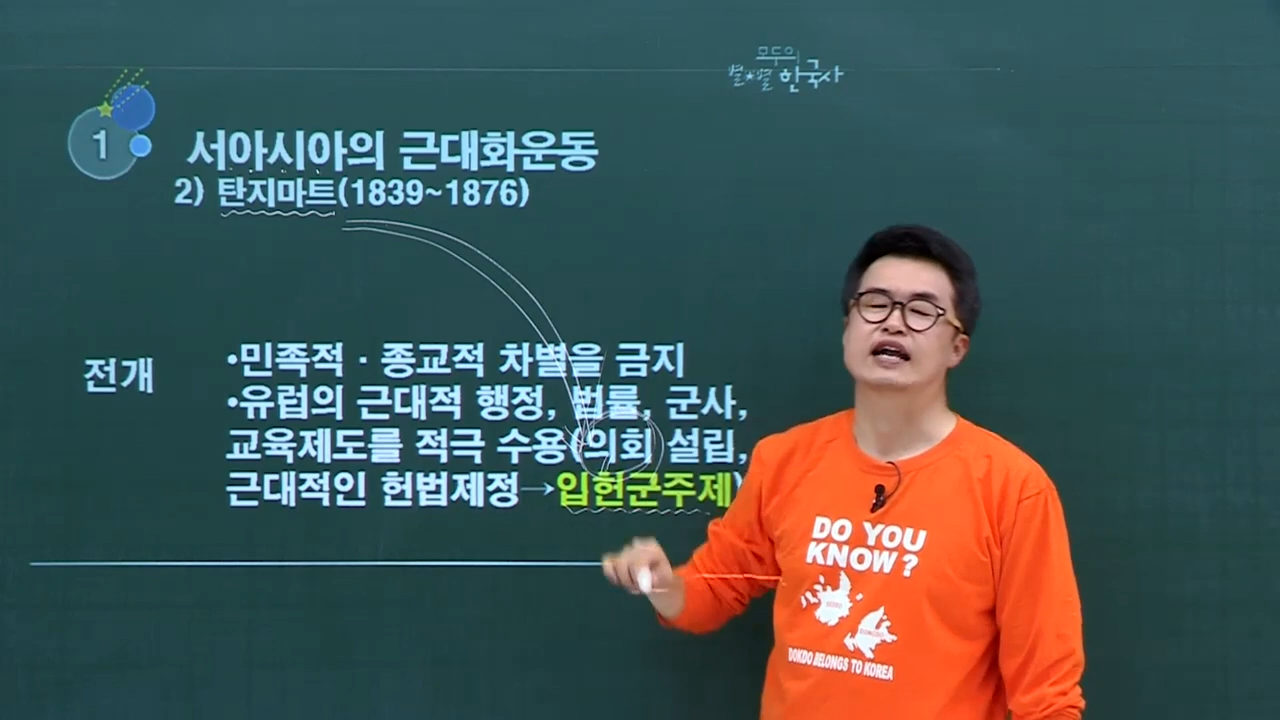 모두의
별★별 한국사
1
서아시아의 근대화운동
2) 탄지마트(1839~1876)
전개
•민족적 · 종교적 차별을 금지
•유럽의 근대적 행정, 법률, 군사,
교육제도를 적극 수용(의회 설립,
근대적인 헌법제정→입헌군주제)
DO YOU
KNOW?
DOKDO BELONGS TO KOREA